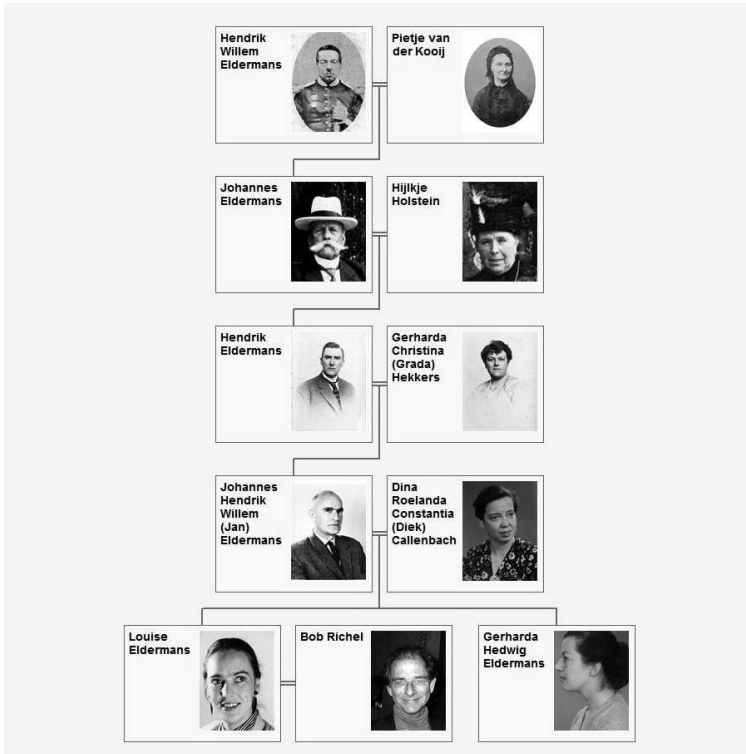 Hendrik
Willem
Eldermans
Pietje van
der Kooij
Johannes
Eldermans
Hijlkje
Holstein
Hendrik
Eldermans
Gerharda
Christina
(Grada)
Hekkers
Johannes
Hendrik
Willem
(Jan)
Eldermans
Dina
Roelanda
Constantia
(Diek)
Callenbach
Louise
Eldermans
Bob Richel
Gerharda
Hedwig
Eldermans